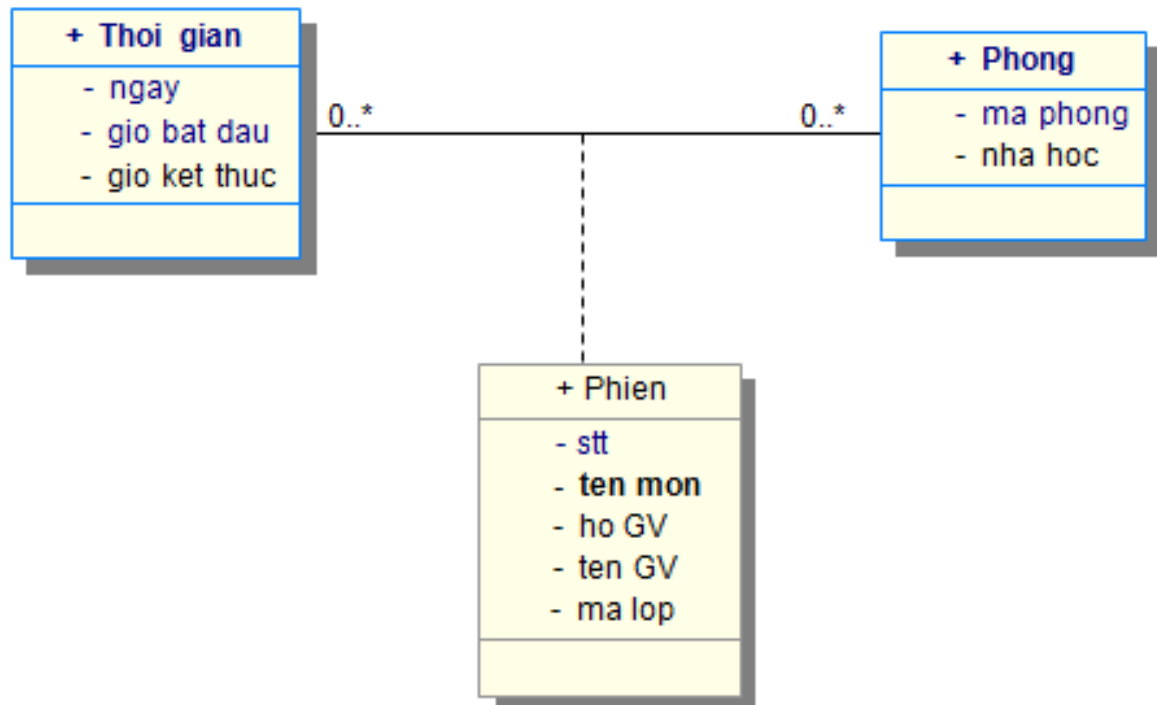 + Thoi gian
- ngay
- gio bat dau
- gio ket thuc
0..*
0..*
+ Phong
- ma phong
- nha hoc
+ Phien
- stt
- ten mon
- ho GV
- ten GV
- ma lop